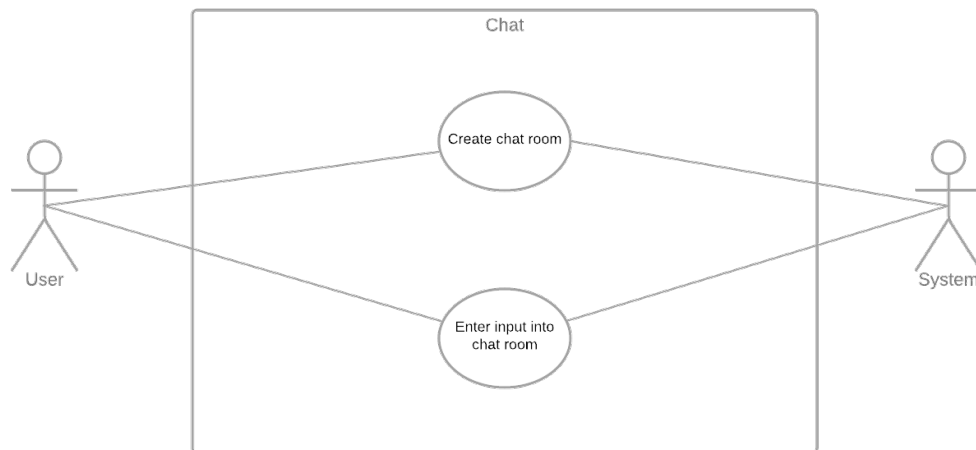 Chat
Create chat room
User
System
Enter input into
chat room